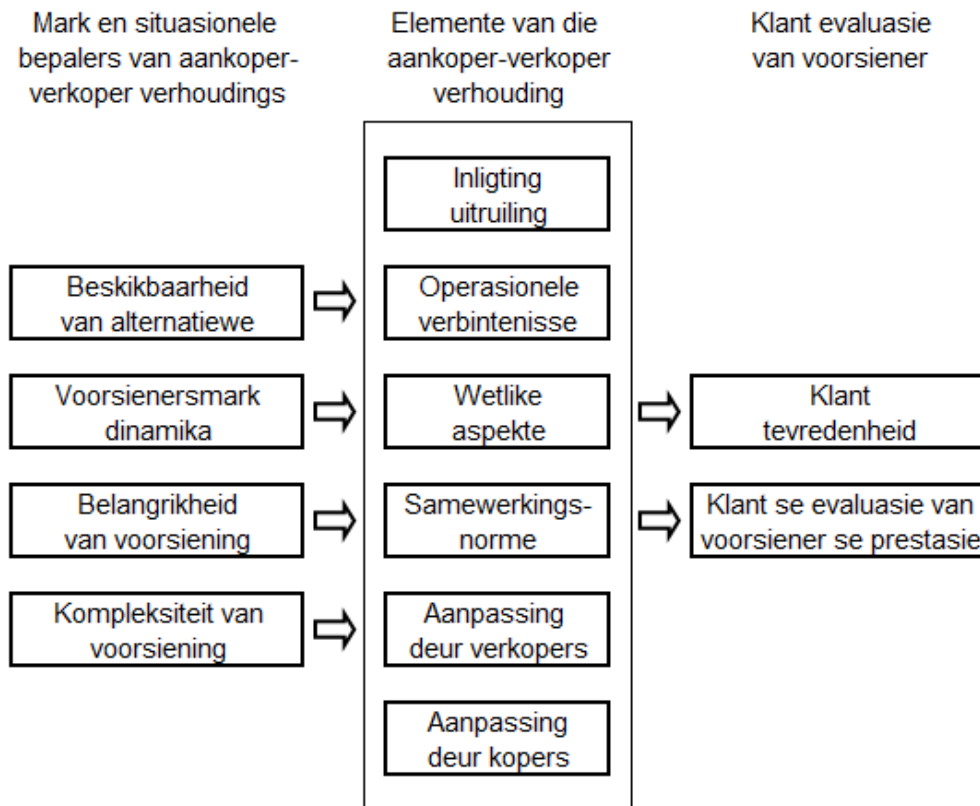 Mark en situasionele
bepalers van aankoper-
verkoper verhoudings
Elemente van die
aankoper-verkoper
verhouding
Klant evaluasie
van voorsiener
Inligting
uitruiling
Beskikbaarheid
van alternatiewe
Operasionele
verbintenisse
Voorsienersmark
dinamika
Wetlike
aspekte
Klant
tevredenheid
Belangrikheid
van voorsiening
Samewerkings-
norme
Klant se evaluasie van
voorsiener se prestasie
Kompleksiteit van
voorsiening
Aanpassing
deur verkopers
Aanpassing
deur kopers